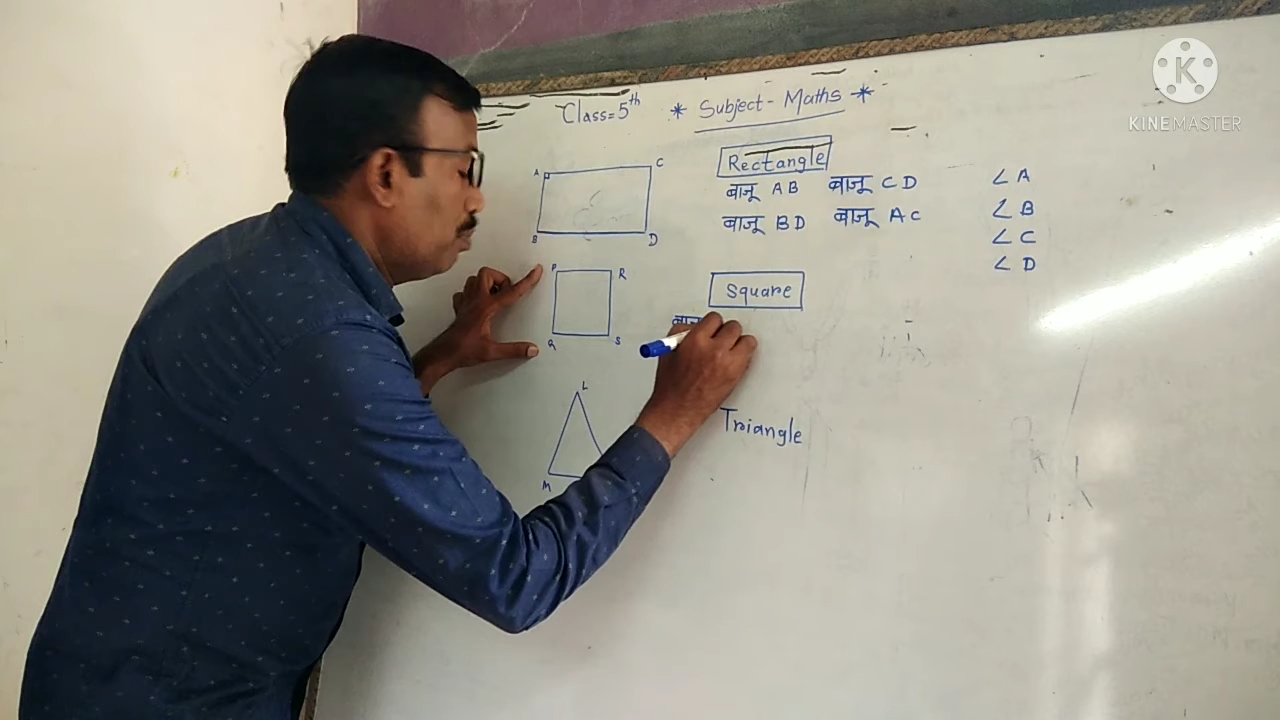 Class= 5th * Subject - Maths *
KINEMASTER
A C
B D
Rectangle
बाजू AB बाजू CD
बाजू BD बाजू AC
∠A
∠B
∠C
∠D
P R
Q S
Square
बाजू
L
M
Triangle